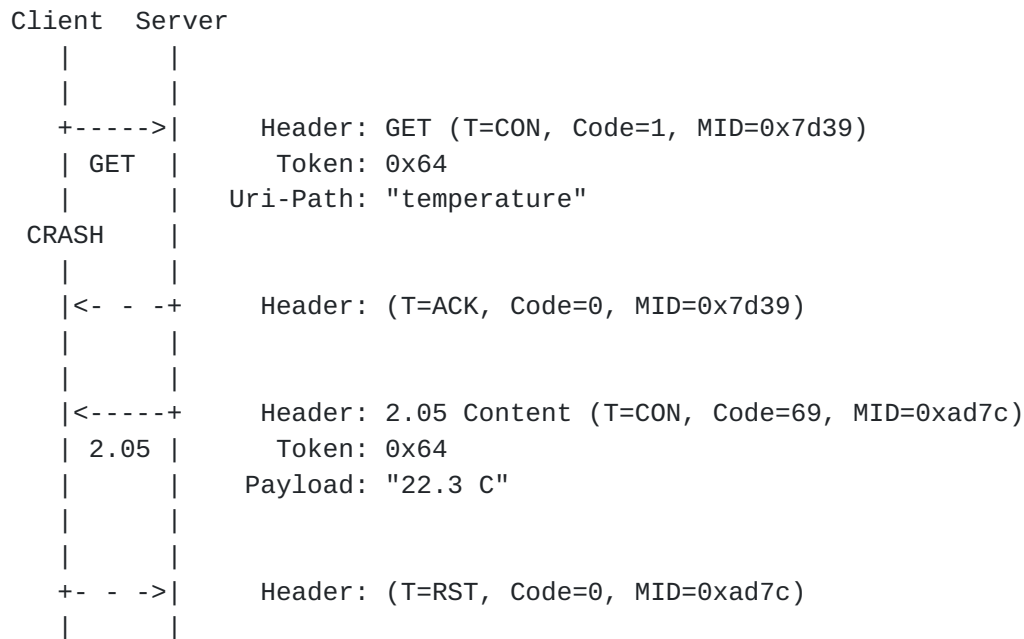 Client  Server
   |      |
   |      |
   +----->|     Header: GET (T=CON, Code=1, MID=0x7d39)
   | GET  |      Token: 0x64
   |      |   Uri-Path: "temperature"
 CRASH    |
   |      |
   |<- - -+     Header: (T=ACK, Code=0, MID=0x7d39)
   |      |
   |      |
   |<-----+     Header: 2.05 Content (T=CON, Code=69, MID=0xad7c)
   | 2.05 |      Token: 0x64
   |      |    Payload: "22.3 C"
   |      |
   |      |
   +- - ->|     Header: (T=RST, Code=0, MID=0xad7c)
   |      |